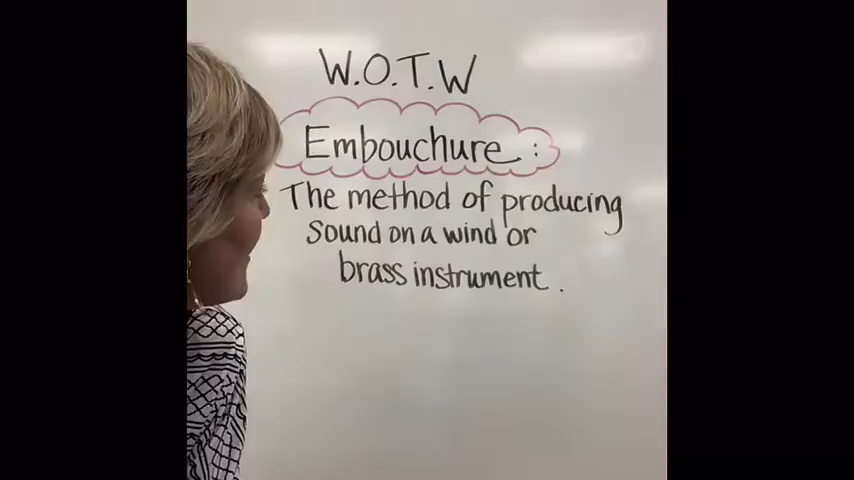 W.O.T.W
Embouchure :
The method of producing
sound on a wind or
brass instrument.